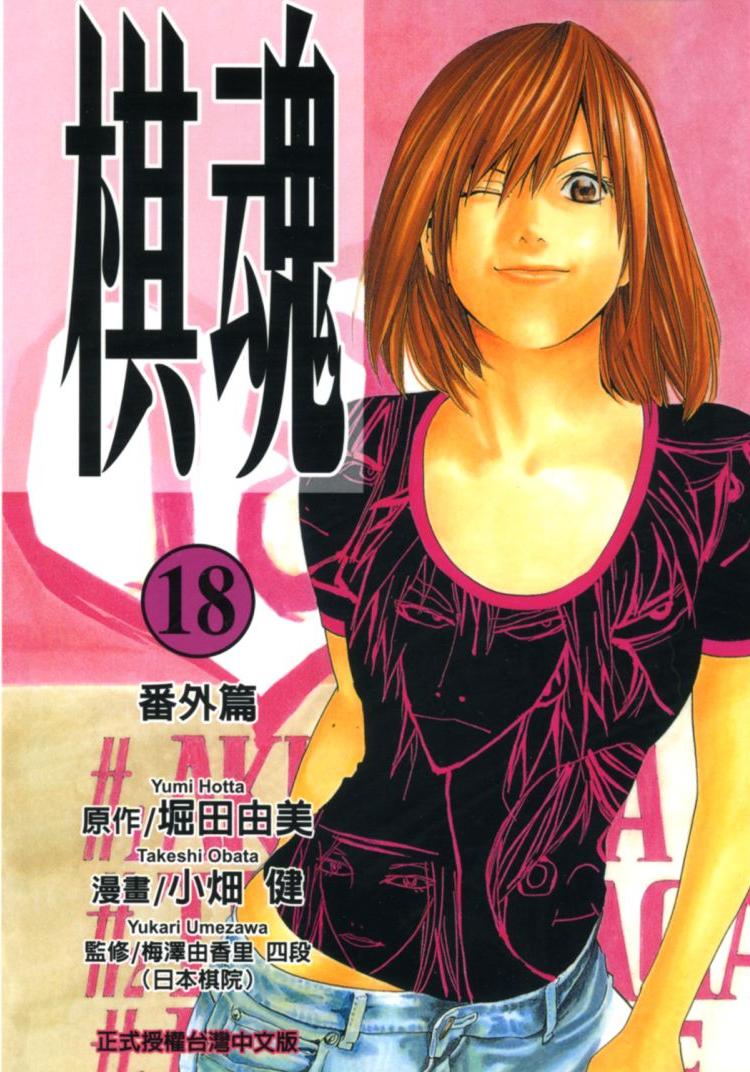 棋魂
18
番外篇
Yumi Hotta
原作/堀田由美
Takeshi Obata
漫畫/小畑 健
Yukari Umezawa
監修/梅澤由香里 四段
（日本棋院）
正式授權台灣中文版